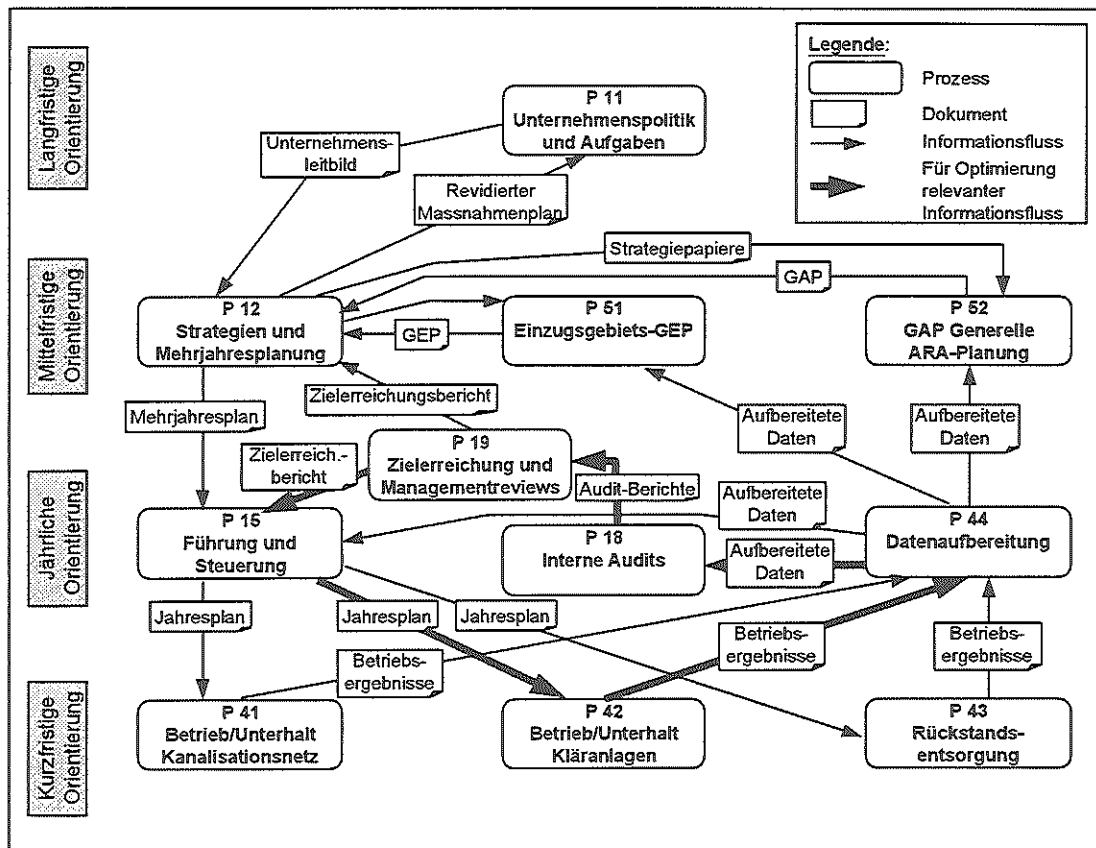 Langfristige
Orientierung
Mittelfristige
Orientierung
Jährliche
Orientierung
Kurzfristige
Orientierung
Legende:
Prozess
Dokument
Informationsfluss
Für Optimierung
relevanter
Informationsfluss
P 11
Unternehmenspolitik
und Aufgaben
Unternehmens-
leitbild
Revidierter
Massnahmenplan
Strategiepapiere
GAP
P 12
Strategien und
Mehrjahresplanung
GEP
P 51
Einzugsgebiets-GEP
P 52
GAP Generelle
ARA-Planung
Zielerreichungsbericht
Mehrjahresplan
Aufbereitete
Daten
Aufbereitete
Daten
Zielerreich.-
bericht
P 19
Zielerreichung und
Managementreviews
Audit-Berichte
Aufbereitete
Daten
P 15
Führung und
Steuerung
P 18
Interne Audits
Aufbereitete
Daten
P 44
Datenaufbereitung
Jahresplan
Jahresplan
Jahresplan
Betriebs-
ergebnisse
Betriebs-
ergebnisse
Betriebs-
ergebnisse
P 41
Betrieb/Unterhalt
Kanalisationsnetz
P 42
Betrieb/Unterhalt
Kläranlagen
P 43
Rückstands-
entsorgung